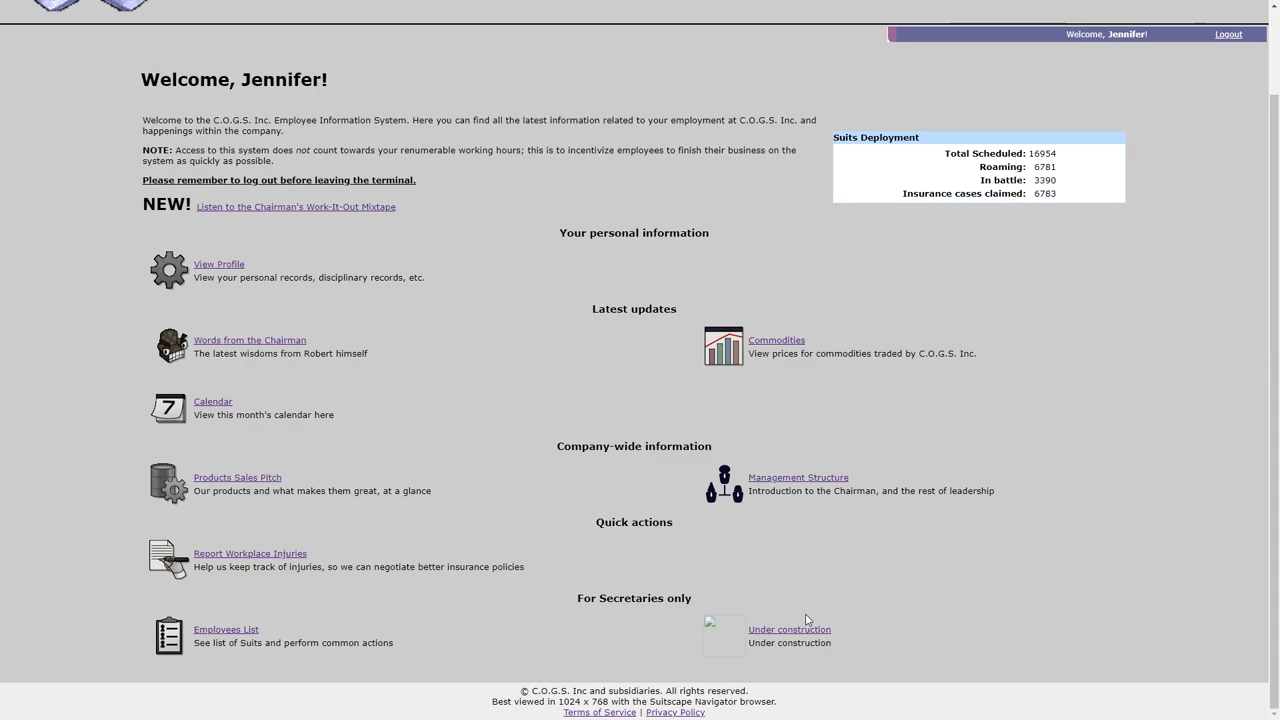 Welcome, Jennifer!
Logout
Welcome, Jennifer!
Welcome to the C.O.G.S. Inc. Employee Information System. Here you can find all the latest information related to your employment at C.O.G.S. Inc. and
happenings within the company.
NOTE: Access to this system does not count towards your renumerable working hours; this is to incentivize employees to finish their business on the
system as quickly as possible.
Please remember to log out before leaving the terminal.
NEW! Listen to the Chairman's Work-It-Out Mixtape
Suits Deployment
Total Scheduled: 16954
Roaming: 6781
In battle: 3390
Insurance cases claimed: 6783
Your personal information
View Profile
View your personal records, disciplinary records, etc.
Latest updates
Words from the Chairman
The latest wisdoms from Robert himself
Commodities
View prices for commodities traded by C.O.G.S. Inc.
7
Calendar
View this month's calendar here
Company-wide information
Products Sales Pitch
Our products and what makes them great, at a glance
Management Structure
Introduction to the Chairman, and the rest of leadership
Quick actions
Report Workplace Injuries
Help us keep track of injuries, so we can negotiate better insurance policies
For Secretaries only
Employees List
See list of Suits and perform common actions
Under construction
Under construction
© C.O.G.S. Inc and subsidiaries. All rights reserved.
Best viewed in 1024 x 768 with the Suitscape Navigator browser.
Terms of Service | Privacy Policy